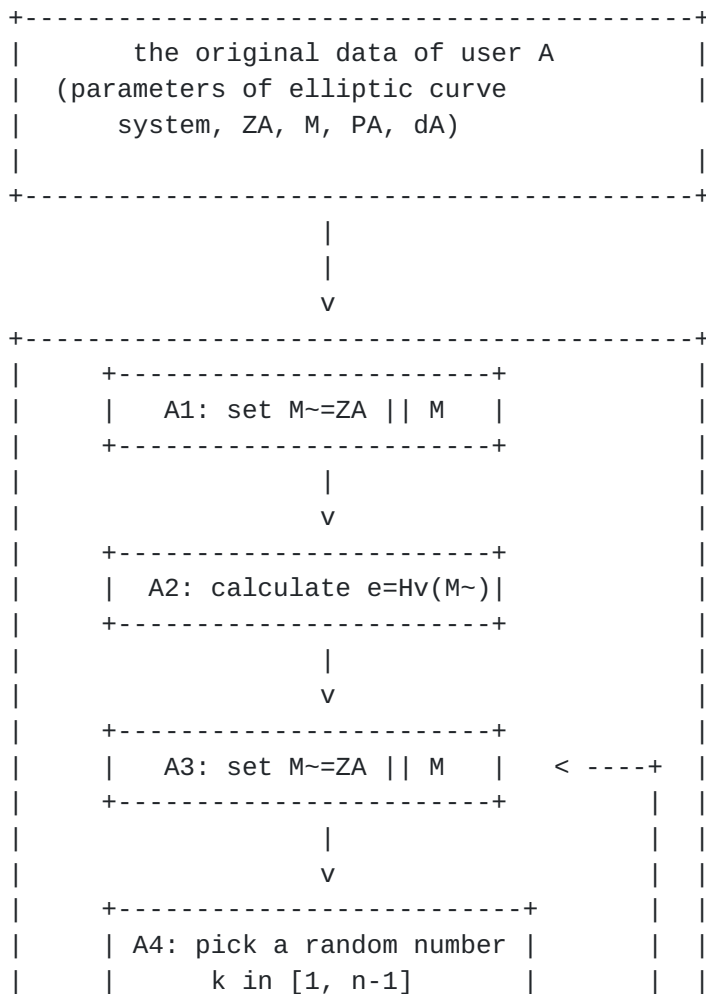 the original data of user A
(parameters of elliptic curve
system, ZA, M, PA, dA)
A1: set M~=ZA || M
A2: calculate e=Hv(M~)
A3: set M~=ZA || M
A4: pick a random number
k in [1, n-1]